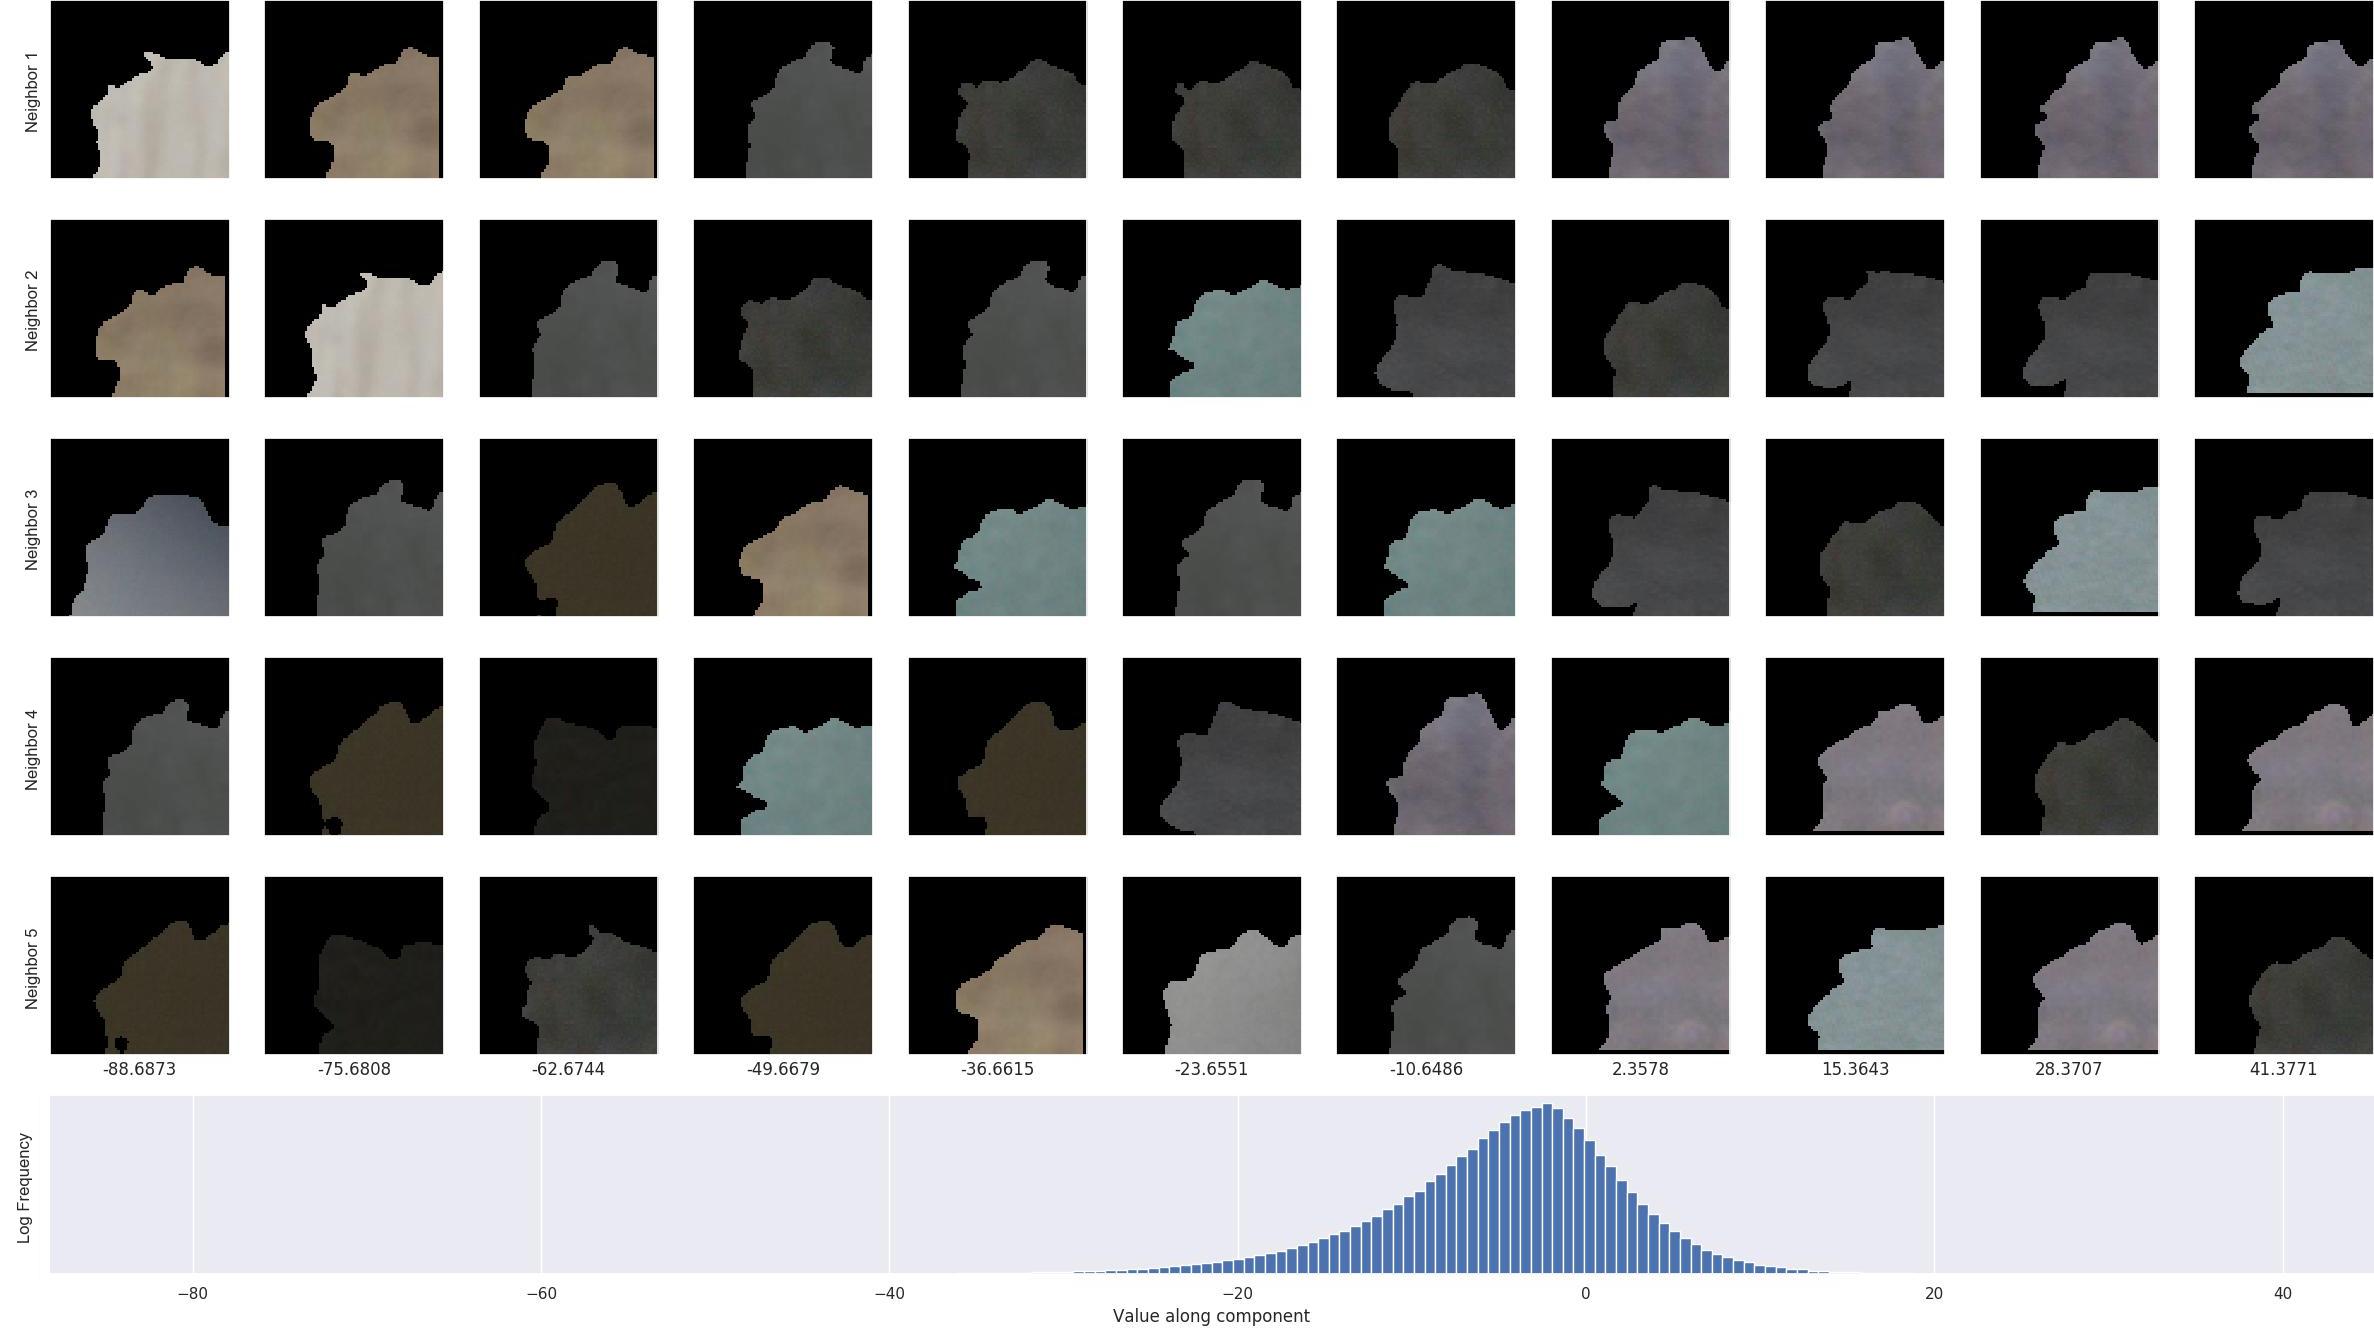 Neighbor 1
Neighbor 2
Neighbor 3
Neighbor 4
Neighbor 5
-88.6873 -75.6808 -62.6744 -49.6679 -36.6615 -23.6551 -10.6486 2.3578 15.3643 28.3707 41.3771
Log Frequency
−80 −60 −40 −20 0 20 40
Value along component